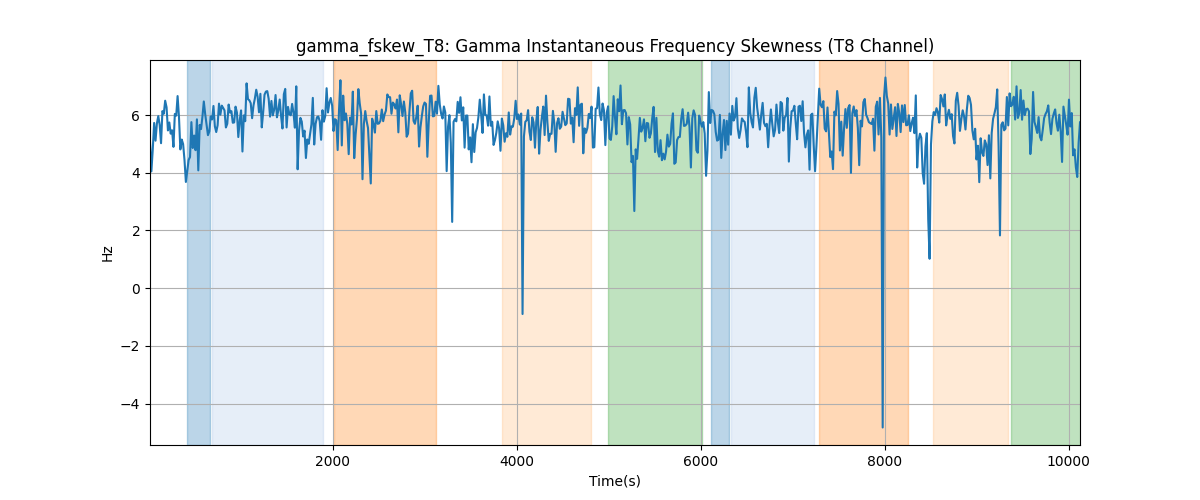 gamma_fskew_T8: Gamma Instantaneous Frequency Skewness (T8 Channel)
Hz
6
4
2
0
−2
−4
2000 4000 6000 8000 10000
Time(s)